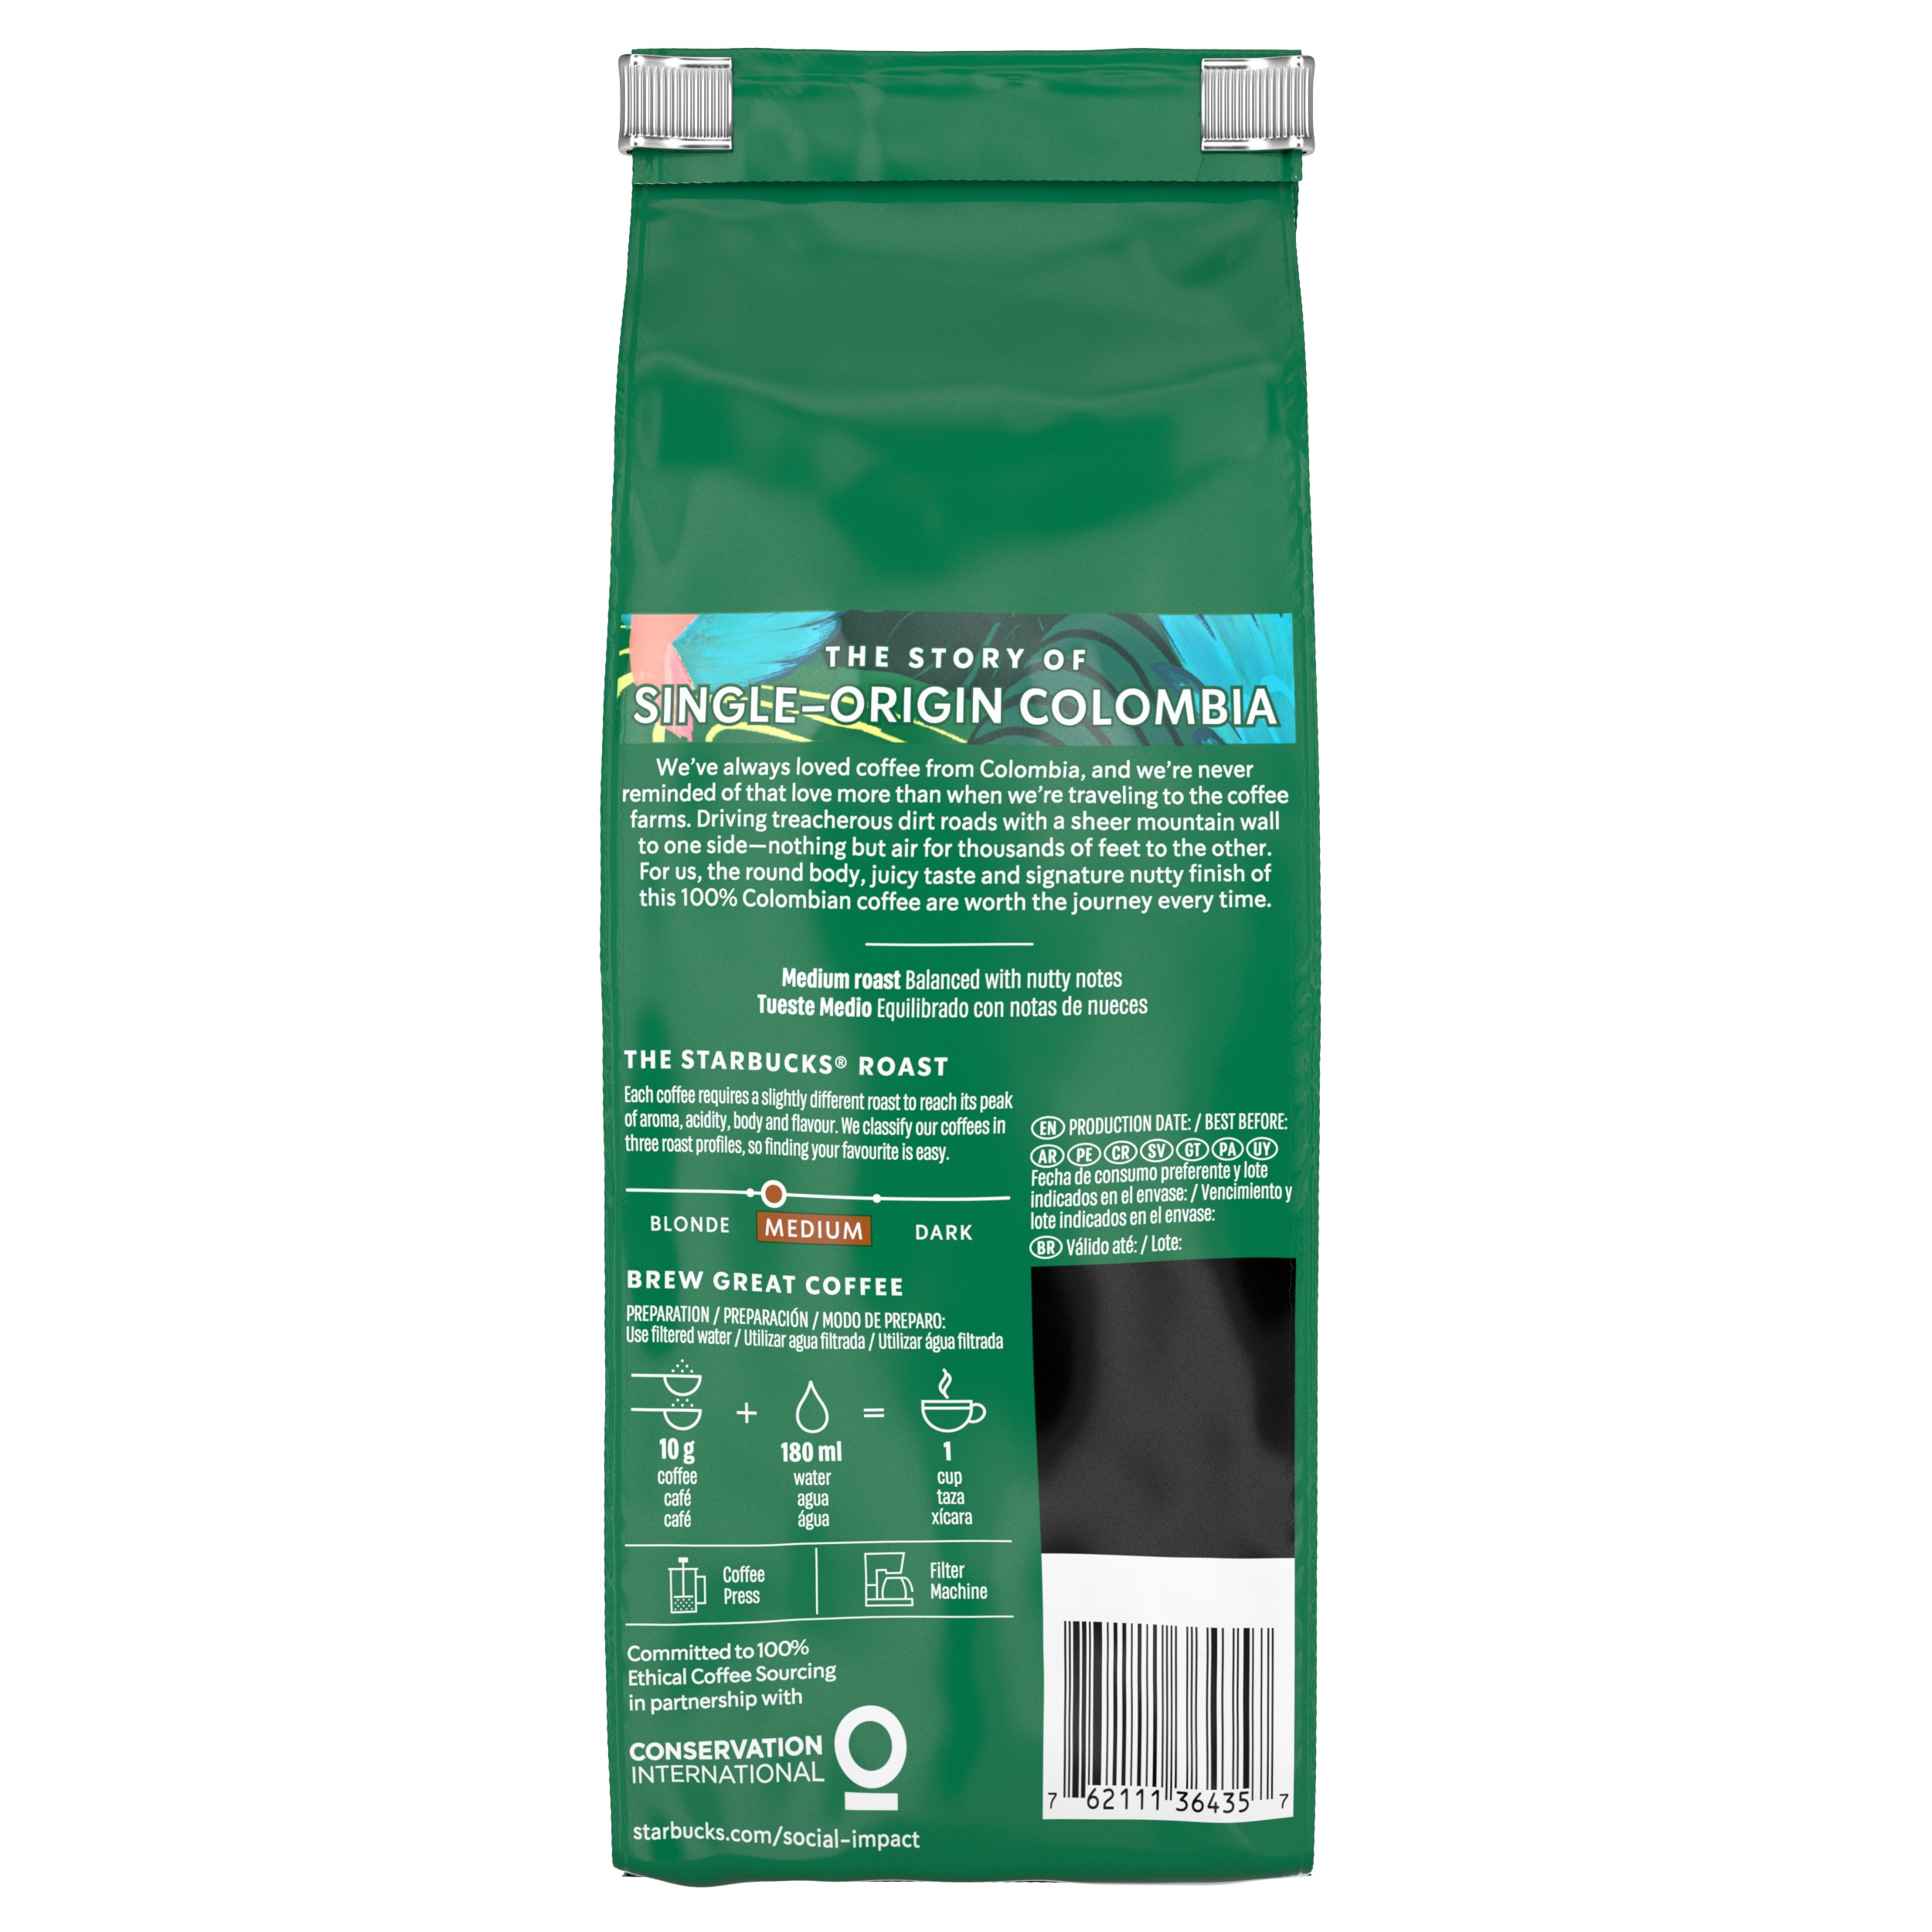 THE STORY OF
SINGLE–ORIGIN COLOMBIA
We've always loved coffee from Colombia, and we're never
reminded of that love more than when we're traveling to the coffee
farms. Driving treacherous dirt roads with a sheer mountain wall
to one side—nothing but air for thousands of feet to the other.
For us, the round body, juicy taste and signature nutty finish of
this 100% Colombian coffee are worth the journey every time.
Medium roast Balanced with nutty notes
Tueste Medio Equilibrado con notas de nueces
THE STARBUCKS® ROAST
Each coffee requires a slightly different roast to reach its peak
of aroma, acidity, body and flavour. We classify our coffees in
three roast profiles, so finding your favourite is easy.
BLONDE MEDIUM DARK
BREW GREAT COFFEE
PREPARATION / PREPARACIÓN / MODO DE PREPARO:
Use filtered water / Utilizar agua filtrada / Utilizar água filtrada
+ =
10 g 180 ml 1
coffee water cup
café agua taza
café água xícara
Coffee
Press
Filter
Machine
Committed to 100%
Ethical Coffee Sourcing
in partnership with
CONSERVATION
INTERNATIONAL
starbucks.com/social-impact
EN PRODUCTION DATE: / BEST BEFORE:
AR PE CR SV GT PA UY
Fecha de consumo preferente y lote
indicados en el envase: / Vencimiento y
lote indicados en el envase:
BR Válido até: / Lote:
7 62111 36435 7